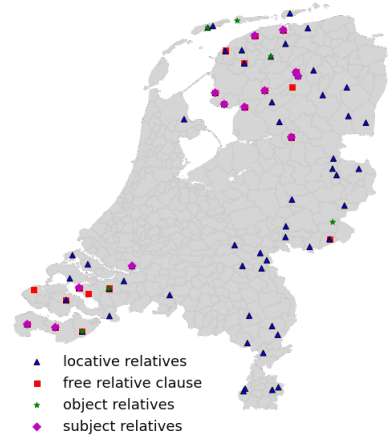 locative relatives
free relative clause
object relatives
subject relatives